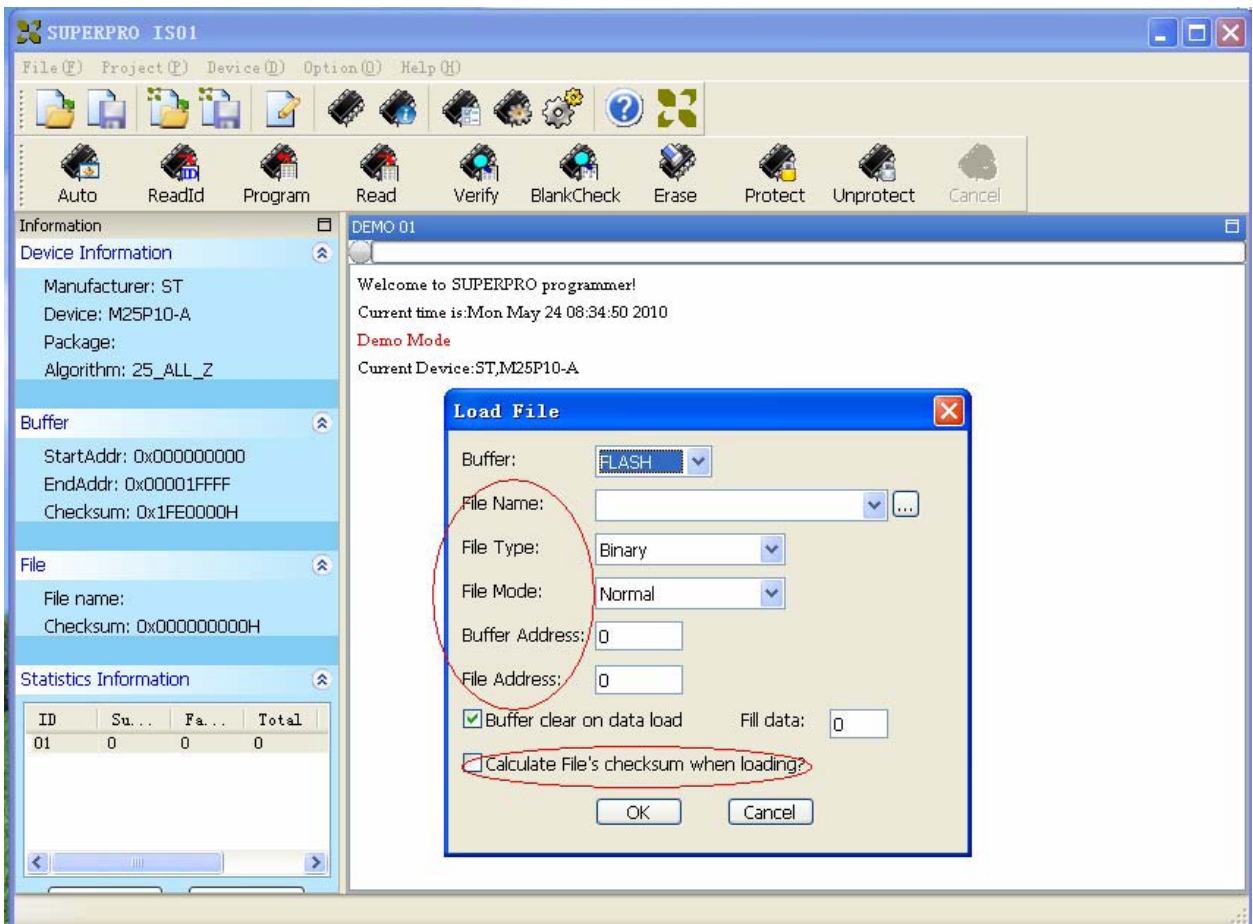 SUPERPRO IS01
File(F) Project(P) Device(D) Option(O) Help(H)
Auto ReadId Program Read Verify BlankCheck Erase Protect Unprotect Cancel
Information
Device Information
Manufacturer: ST
Device: M25P10-A
Package:
Algorithm: 25_ALL_Z
Buffer
StartAddr: 0x000000000
EndAddr: 0x00001FFFF
Checksum: 0x1FE0000H
File
File name:
Checksum: 0x000000000H
Statistics Information
ID Su... Fa... Total
01 0 0 0
DEMO 01
Welcome to SUPERPRO programmer!
Current time is:Mon May 24 08:34:50 2010
Demo Mode
Current Device:ST,M25P10-A
Load File
Buffer: FLASH
File Name: ...
File Type: Binary
File Mode: Normal
Buffer Address: 0
File Address: 0
Buffer clear on data load Fill data: 0
Calculate File's checksum when loading?
OK Cancel